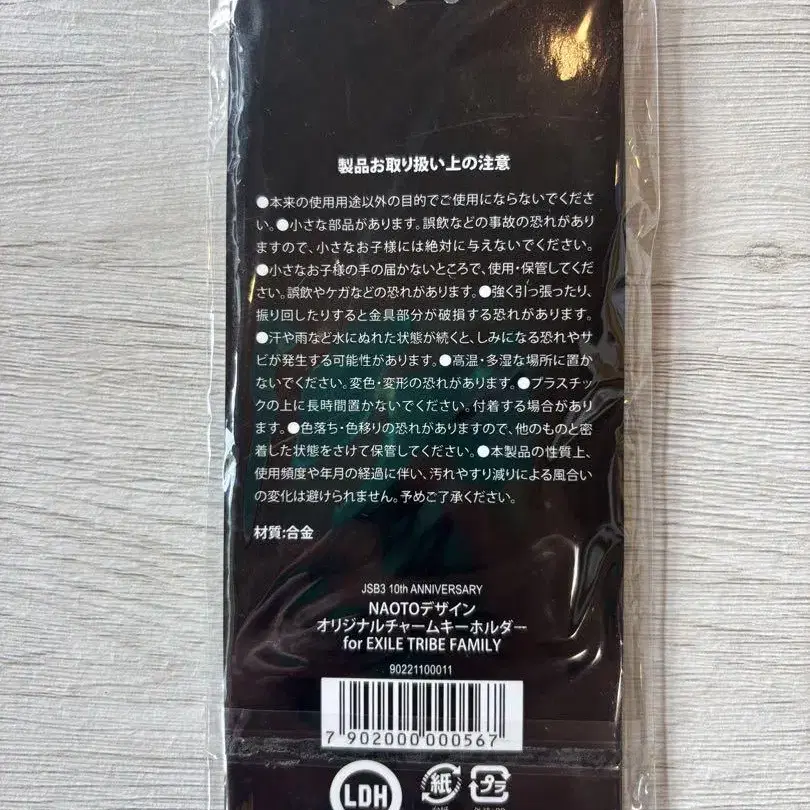 製品お取り扱い上の注意
●本来の使用用途以外の目的でご使用にならないでくださ
い。●小さな部品があります。誤飲などの事故の恐れがあり
ますので、小さなお子様には絶対に与えないでください。
●小さなお子様の手の届かないところで、使用・保管してくだ
さい。誤飲やケガなどの恐れがあります。●強く引っ張ったり、
振り回したりすると金具部分が破損する恐れがあります。
●汗や雨など水にぬれた状態が続くと、しみになる恐れやサ
ビが発生する可能性があります。●高温・多湿な場所に置か
ないでください。変色・変形の恐れがあります。●プラスチッ
クの上に長時間置かないでください。付着する場合がありま
す。●色落ち・色移りの恐れがありますので、他のものと密
着した状態をさけて保管してください。●本製品の性質上、
使用頻度や年月の経過に伴い、汚れやすり減りによる風合い
の変化は避けられません。予めご了承ください。
材質:合金
JSB3 10th ANNIVERSARY
NAOTOデザイン
オリジナルチャームキーホルダー
for EXILE TRIBE FAMILY
90221100011
7 902000 000567
LDH 紙 プラ